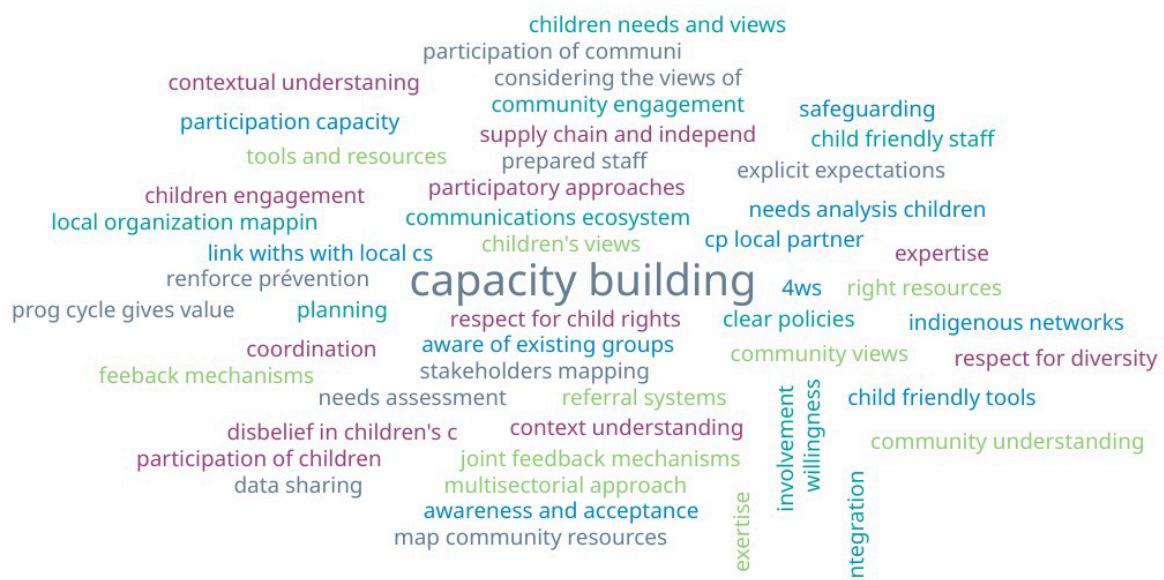 children needs and views
participation of communi
contextual understaning
considering the views of
community engagement
safeguarding
participation capacity
supply chain and independ
child friendly staff
tools and resources
prepared staff
explicit expectations
children engagement
participatory approaches
needs analysis children
local organization mappin
communications ecosystem
children's views
cp local partner
link withs with local cs
expertise
renforce prévention
capacity building
4ws
right resources
prog cycle gives value
planning
respect for child rights
clear policies
indigenous networks
coordination
aware of existing groups
community views
respect for diversity
feeback mechanisms
stakeholders mapping
needs assessment
referral systems
involvement
willingness
child friendly tools
disbelief in children's c
context understanding
community understanding
participation of children
joint feedback mechanisms
data sharing
multisectorial approach
awareness and acceptance
exertise
ntegration
map community resources